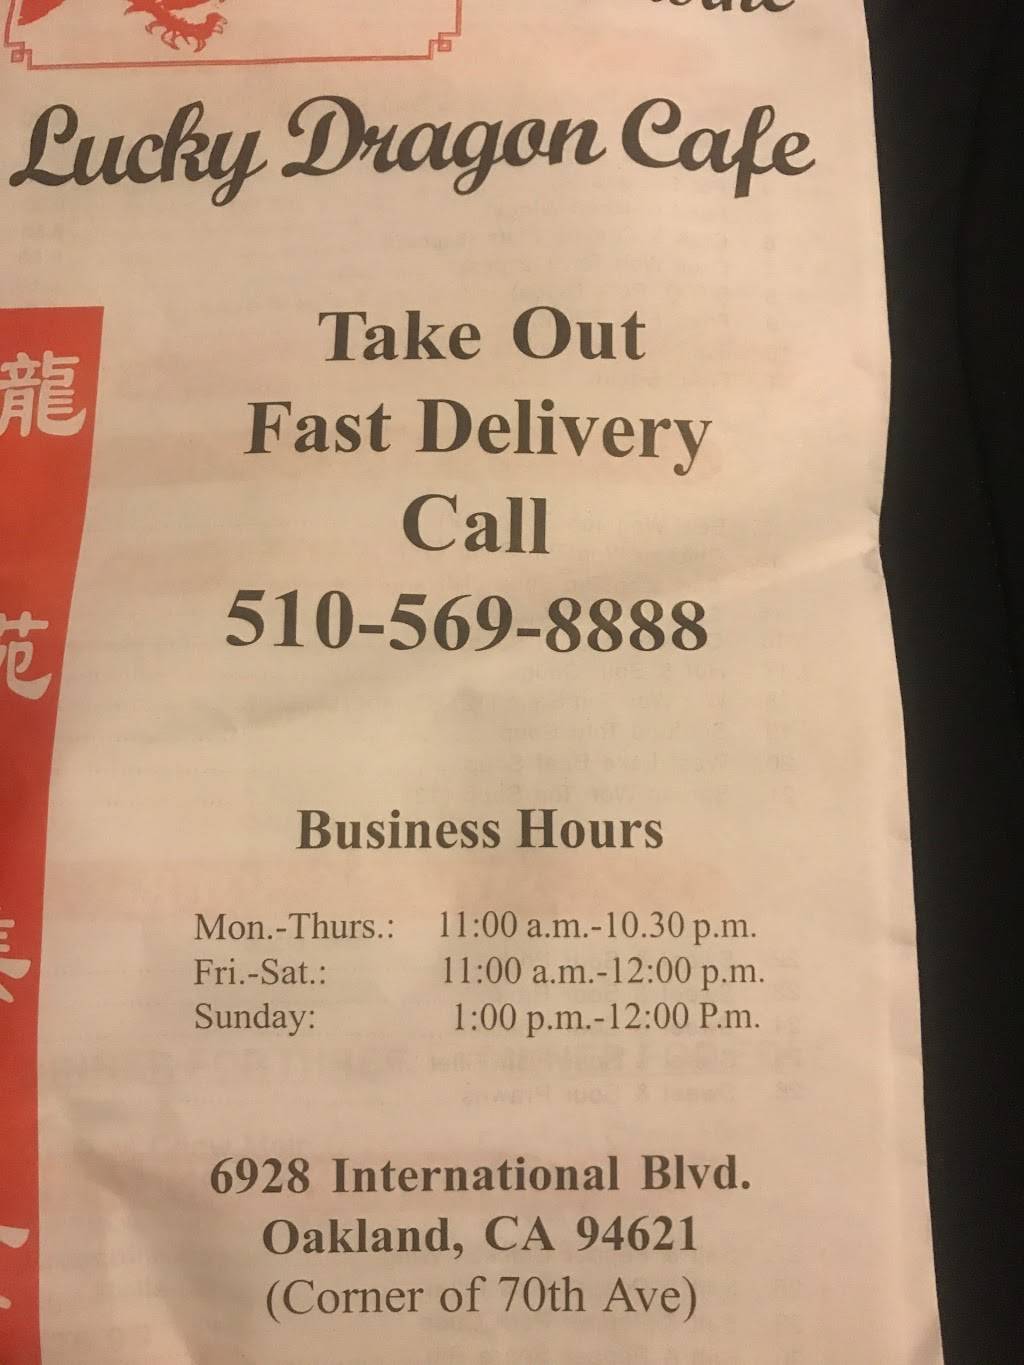 Lucky Dragon Cafe
Take Out
Fast Delivery
Call
510-569-8888
龍
苑
Business Hours
Mon.-Thurs.: 11:00 a.m.-10.30 p.m.
Fri.-Sat.: 11:00 a.m.-12:00 p.m.
Sunday: 1:00 p.m.-12:00 P.m.
6928 International Blvd.
Oakland, CA 94621
(Corner of 70th Ave)